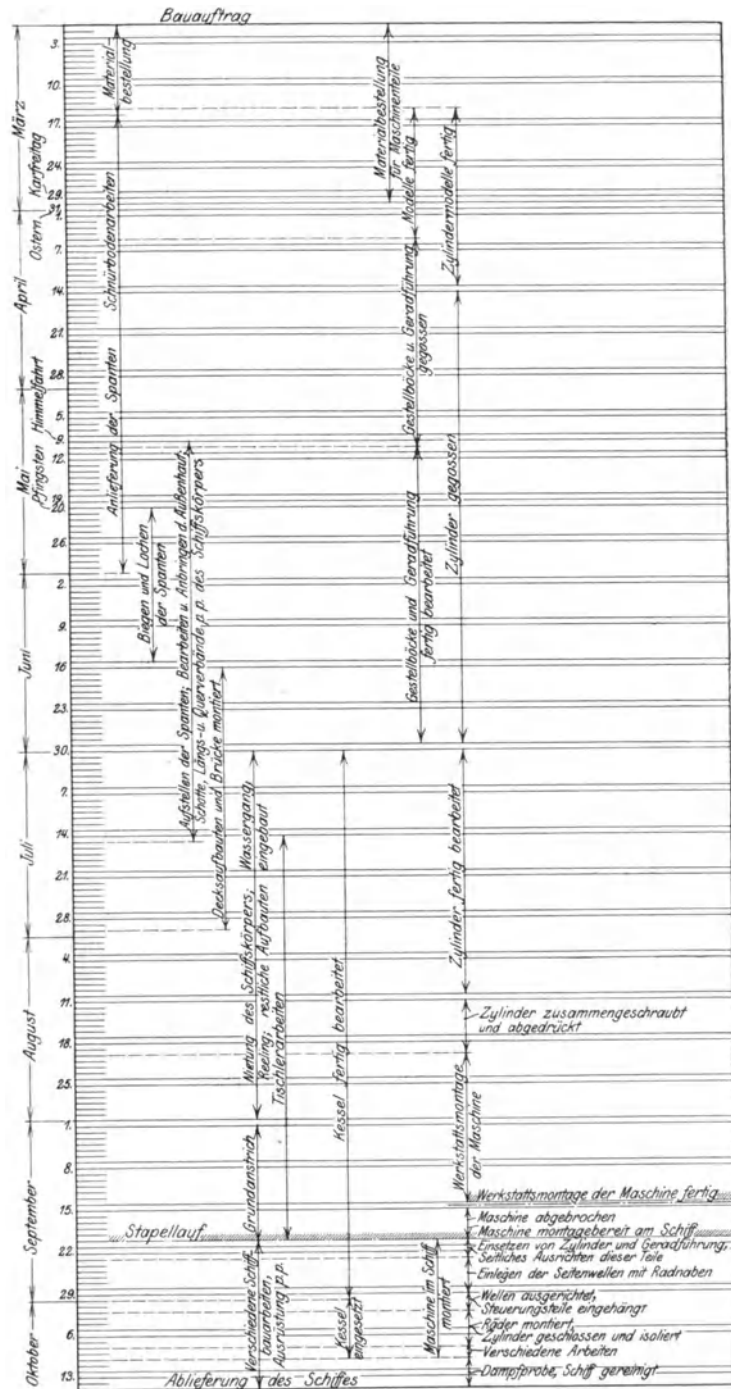 Bauauftrag
März
Karfreitag
Ostern
April
Himmelfahrt
Mai
Pfingsten
Juni
Juli
August
September
Oktober
3.
10.
17.
24.
29.
31.
1.
7.
14.
21.
28.
5.
9.
12.
19.
20.
26.
2.
9.
16.
23.
30.
7.
14.
21.
28.
4.
11.
18.
25.
1.
8.
15.
22.
29.
6.
13.
Material-
bestellung
Schnürbodenarbeiten
Anlieferung der Spanten
Biegen und Lochen
der Spanten
Aufstellen der Spanten; Bearbeiten u. Anbringen d. Außenhaut;
Schotte, Längs- u. Querverbände p.p. des Schiffskörpers
Decksaufbauten und Brücke montiert
Nietung des Schiffskörpers; Wassergang,
Reeling; restliche Aufbauten eingebaut
Tischlerarbeiten
Grundanstrich
Stapellauf
Verschiedene Schiff-
bauarbeiten,
Ausrüstung p.p.
Kessel fertig bearbeitet
Kessel
eingesetzt
Materialbestellung
für Maschinenteile
Modelle fertig
Gestellböcke u. Geradführung
gegossen
Gestellböcke und Geradführung
fertig bearbeitet
Maschine im Schiff
montiert
Zylindermodelle fertig
Zylinder gegossen
Zylinder fertig bearbeitet
Zylinder zusammengeschraubt
und abgedrückt
Werkstattsmontage
der Maschine
Werkstattsmontage der Maschine fertig
Maschine abgebrochen
Maschine montagebereit am Schiff
Einsetzen von Zylinder und Geradführung;
Seitliches Ausrichten dieser Teile
Einlegen der Seitenwellen mit Radnaben
Wellen ausgerichtet,
Steuerungsteile eingehängt
Räder montiert,
Zylinder geschlossen und isoliert
Verschiedene Arbeiten
Dampfprobe, Schiff gereinigt
Ablieferung des Schiffes